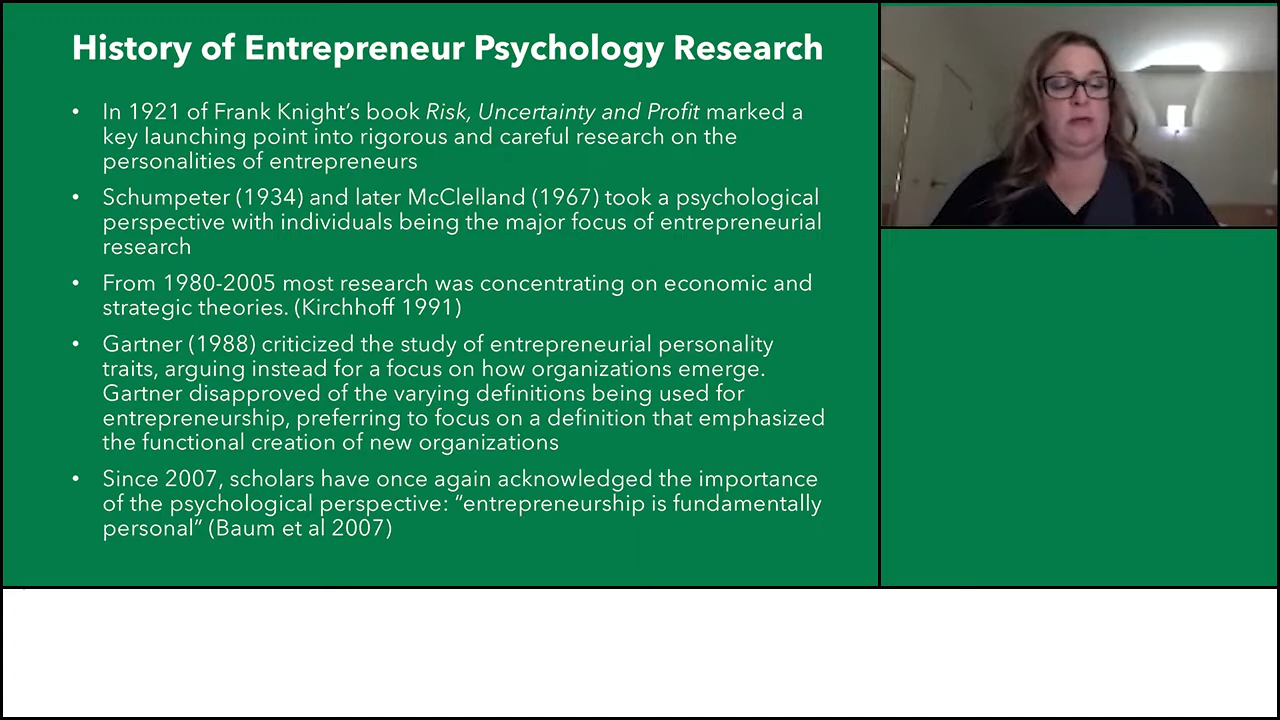 History of Entrepreneur Psychology Research
• In 1921 of Frank Knight’s book Risk, Uncertainty and Profit marked a
key launching point into rigorous and careful research on the
personalities of entrepreneurs
• Schumpeter (1934) and later McClelland (1967) took a psychological
perspective with individuals being the major focus of entrepreneurial
research
• From 1980-2005 most research was concentrating on economic and
strategic theories. (Kirchhoff 1991)
• Gartner (1988) criticized the study of entrepreneurial personality
traits, arguing instead for a focus on how organizations emerge.
Gartner disapproved of the varying definitions being used for
entrepreneurship, preferring to focus on a definition that emphasized
the functional creation of new organizations
• Since 2007, scholars have once again acknowledged the importance
of the psychological perspective: “entrepreneurship is fundamentally
personal” (Baum et al 2007)